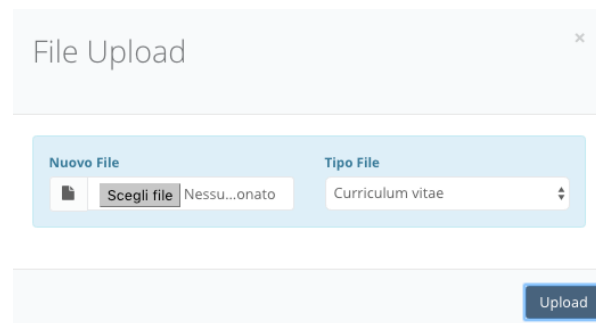 File Upload
×
Nuovo File
Tipo File
Scegli file Nessu...onato
Curriculum vitae
Upload